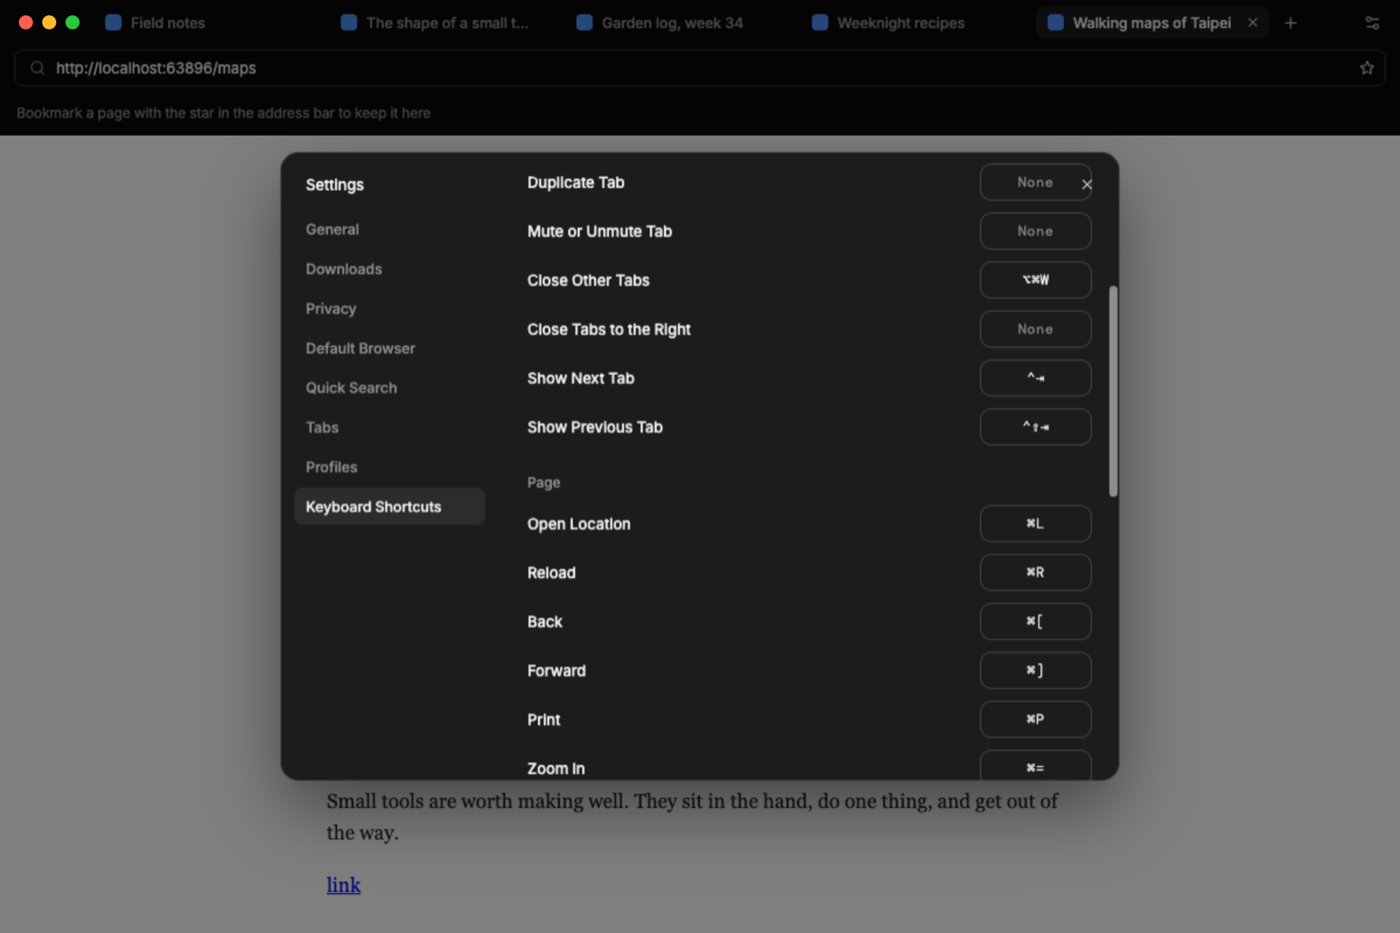 Field notes
The shape of a small t...
Garden log, week 34
Weeknight recipes
Walking maps of Taipei
http://localhost:63896/maps
Bookmark a page with the star in the address bar to keep it here
Settings
General
Downloads
Privacy
Default Browser
Quick Search
Tabs
Profiles
Keyboard Shortcuts
Duplicate Tab None
Mute or Unmute Tab None
Close Other Tabs ⌥⌘W
Close Tabs to the Right None
Show Next Tab ^⇥
Show Previous Tab ^⇧⇥
Page
Open Location ⌘L
Reload ⌘R
Back ⌘[
Forward ⌘]
Print ⌘P
Zoom In ⌘=
Small tools are worth making well. They sit in the hand, do one thing, and get out of
the way.
link